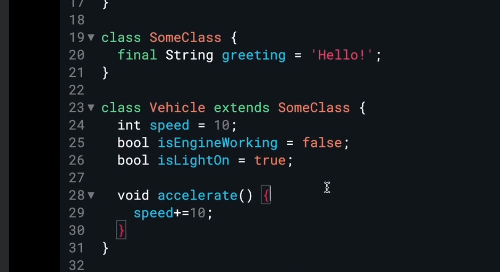 17 }
18
19 class SomeClass {
20   final String greeting = 'Hello!';
21 }
22
23 class Vehicle extends SomeClass {
24   int speed = 10;
25   bool isEngineWorking = false;
26   bool isLightOn = true;
27
28   void accelerate() {
29     speed+=10;
30   }
31 }
32